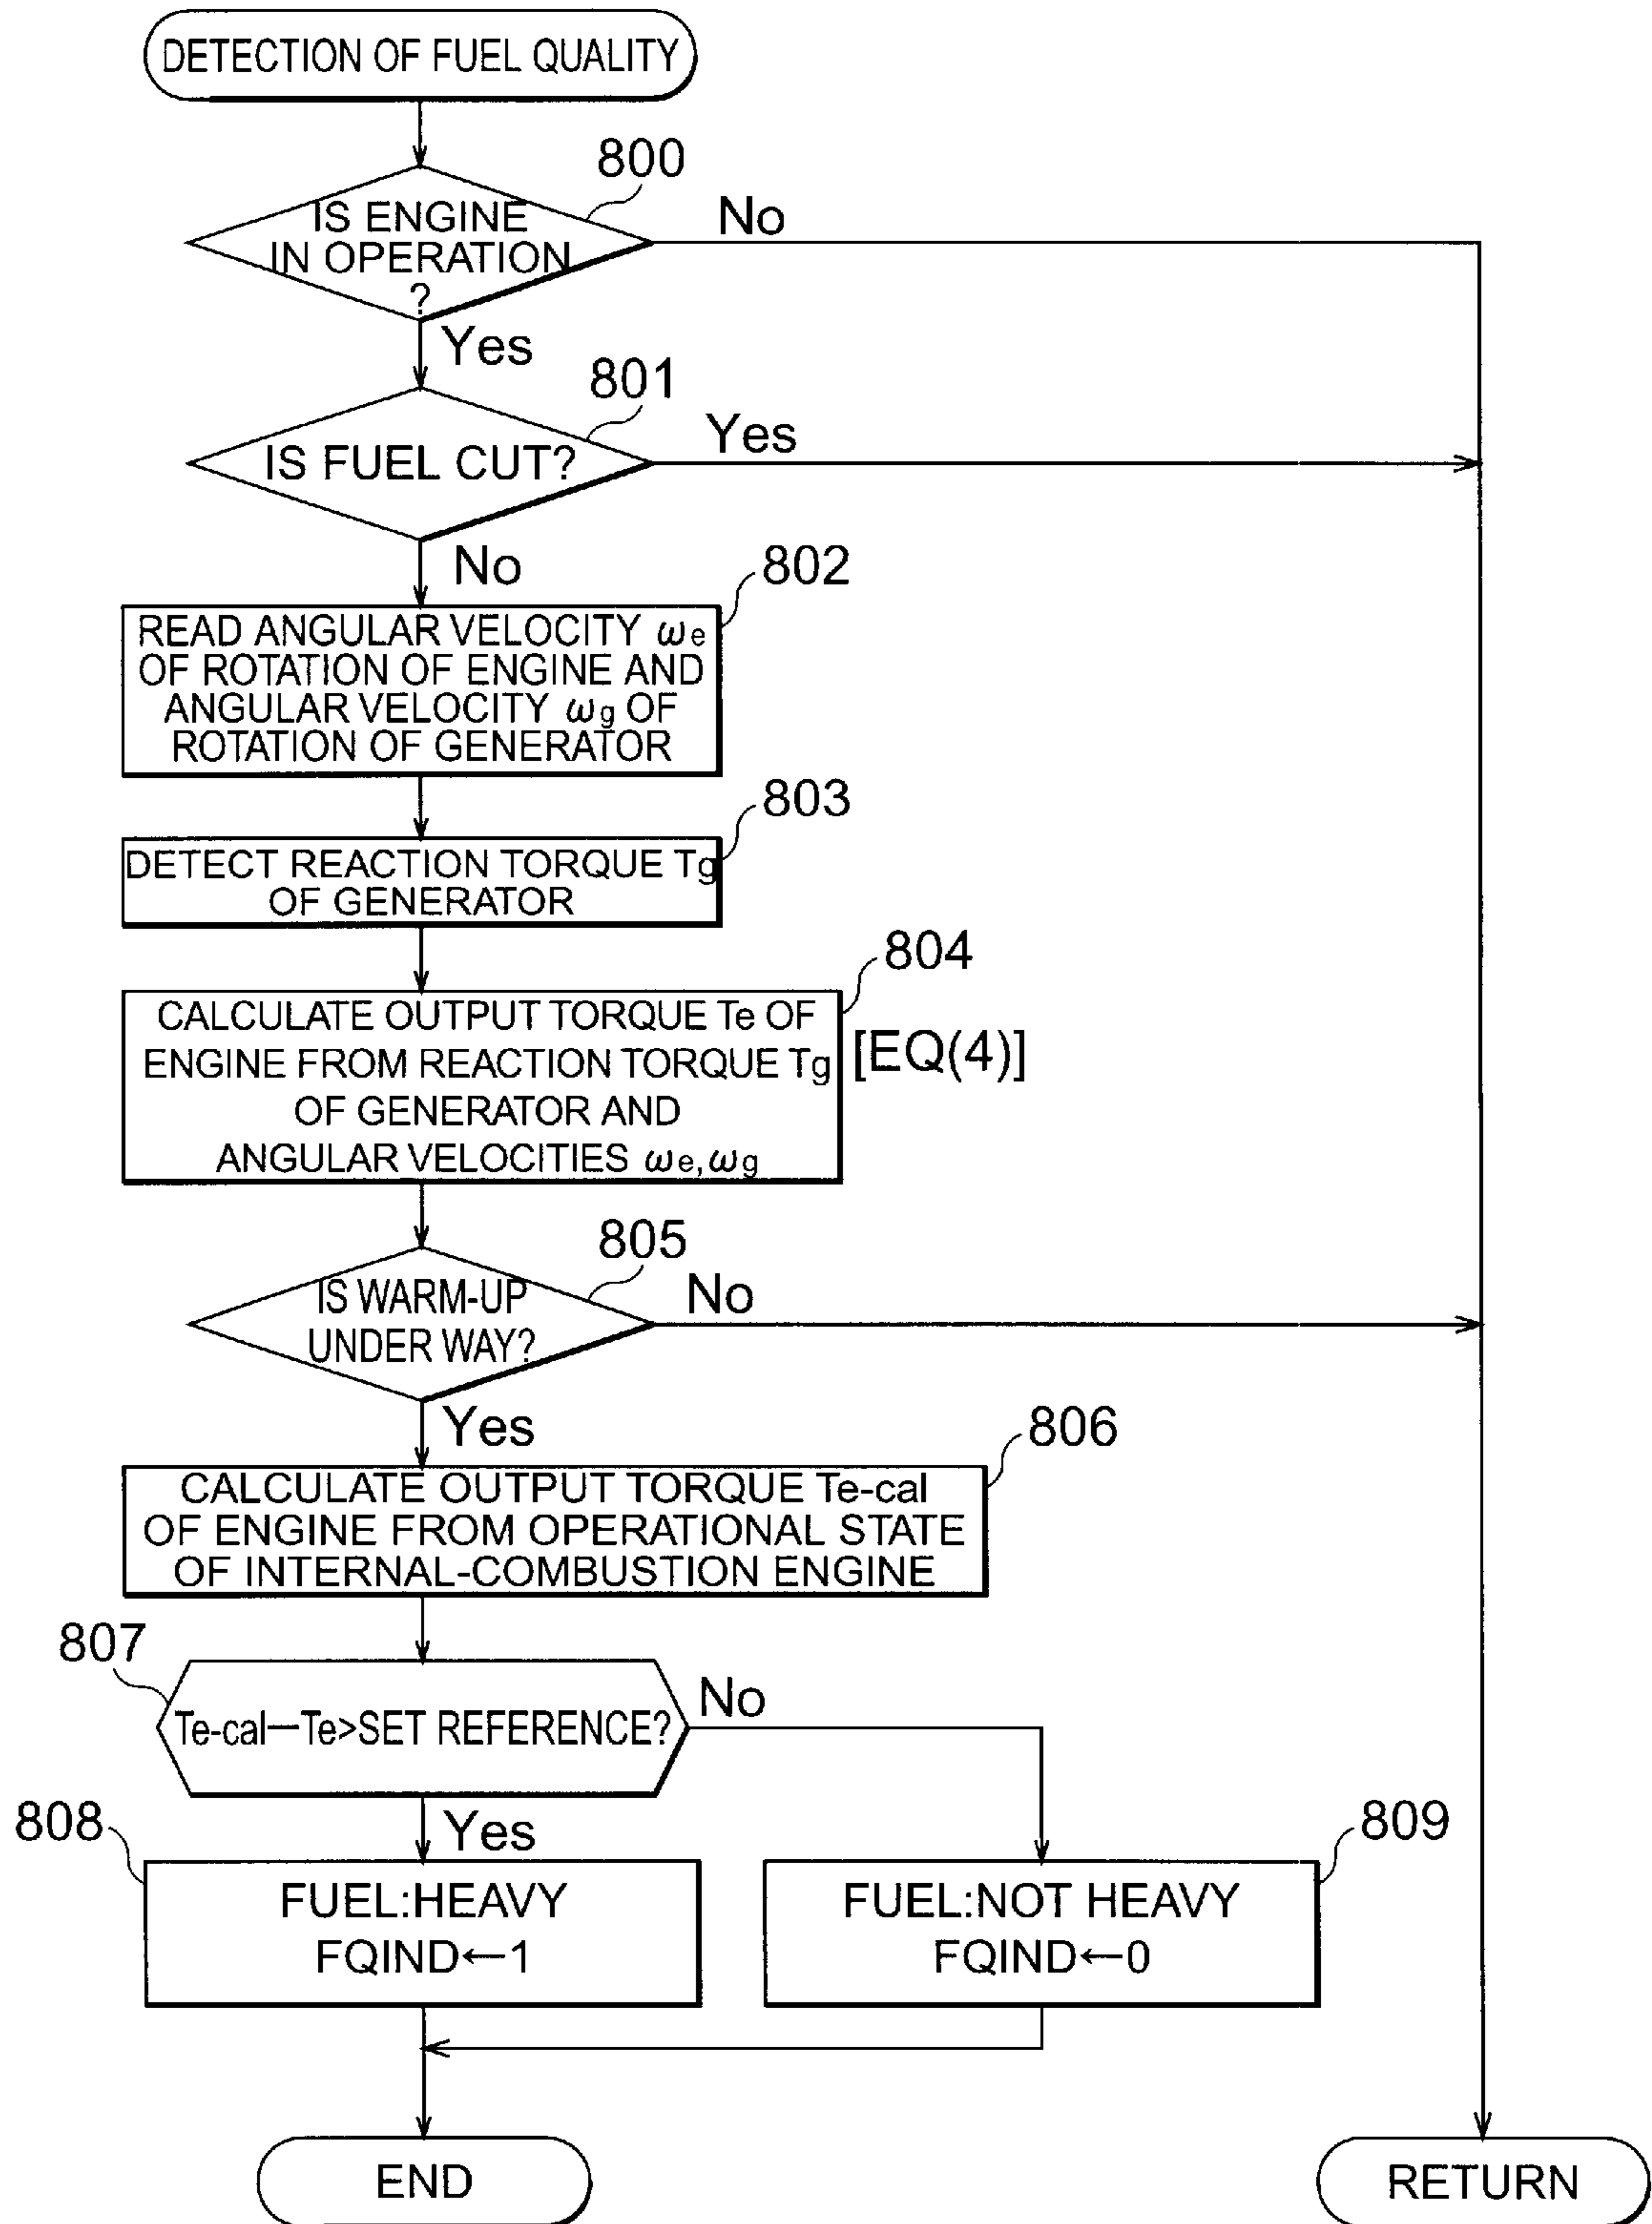 DETECTION OF FUEL QUALITY
800
IS ENGINE
IN OPERATION
?
No
Yes
801
IS FUEL CUT?
Yes
No
802
READ ANGULAR VELOCITY ωe
OF ROTATION OF ENGINE AND
ANGULAR VELOCITY ωg OF
ROTATION OF GENERATOR
803
DETECT REACTION TORQUE Tg
OF GENERATOR
804
CALCULATE OUTPUT TORQUE Te OF
ENGINE FROM REACTION TORQUE Tg
OF GENERATOR AND
ANGULAR VELOCITIES ωe,ωg
[EQ(4)]
805
IS WARM-UP
UNDER WAY?
No
Yes
806
CALCULATE OUTPUT TORQUE Te-cal
OF ENGINE FROM OPERATIONAL STATE
OF INTERNAL-COMBUSTION ENGINE
807
Te-cal—Te>SET REFERENCE?
No
Yes
808
FUEL:HEAVY
FQIND←1
809
FUEL:NOT HEAVY
FQIND←0
END
RETURN